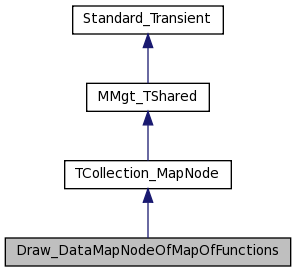 Standard_Transient
MMgt_TShared
TCollection_MapNode
Draw_DataMapNodeOfMapOfFunctions